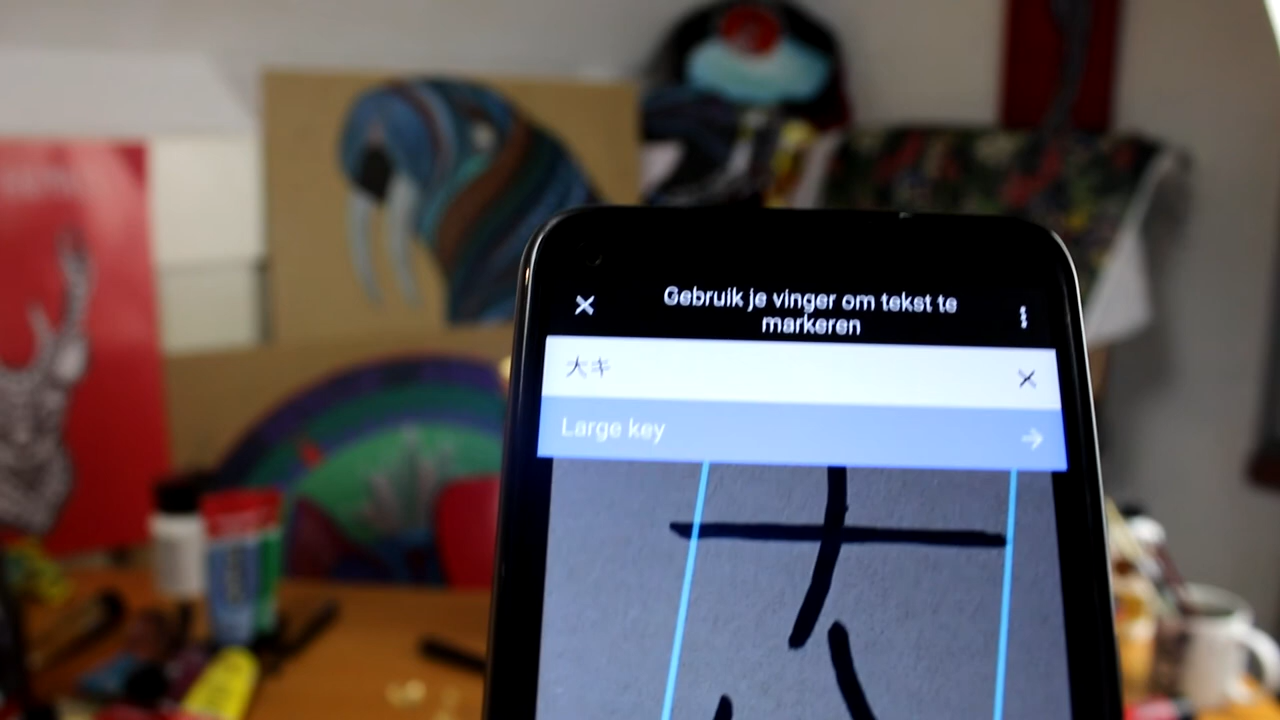 Gebruik je vinger om tekst te
markeren
大キ
Large key